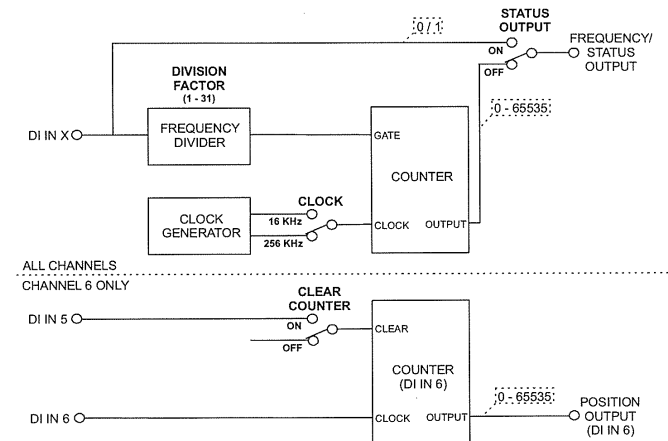 STATUS
OUTPUT
0 / 1
ON
OFF
FREQUENCY/
STATUS
OUTPUT
DIVISION
FACTOR
(1 - 31)
0 - 65535
DI IN X
FREQUENCY
DIVIDER
GATE
COUNTER
CLOCK
GENERATOR
CLOCK
16 KHz
256 KHz
CLOCK
OUTPUT
ALL CHANNELS
CHANNEL 6 ONLY
CLEAR
COUNTER
DI IN 5
ON
OFF
CLEAR
COUNTER
(DI IN 6)
0 - 65535
DI IN 6
CLOCK
OUTPUT
POSITION
OUTPUT
(DI IN 6)